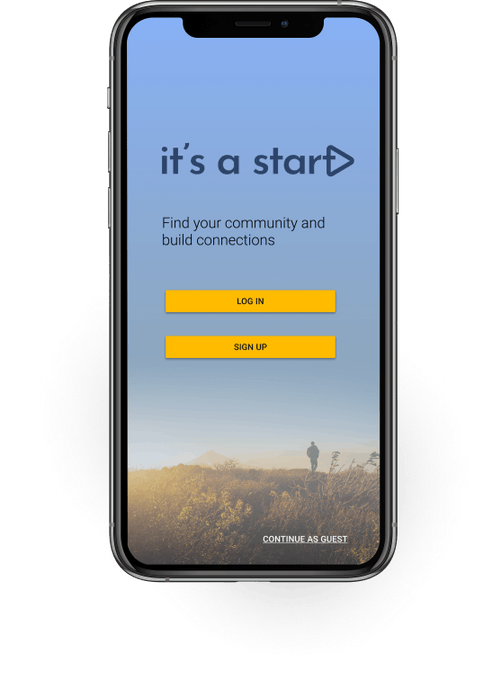 it's a start
Find your community and
build connections
LOG IN
SIGN UP
CONTINUE AS GUEST